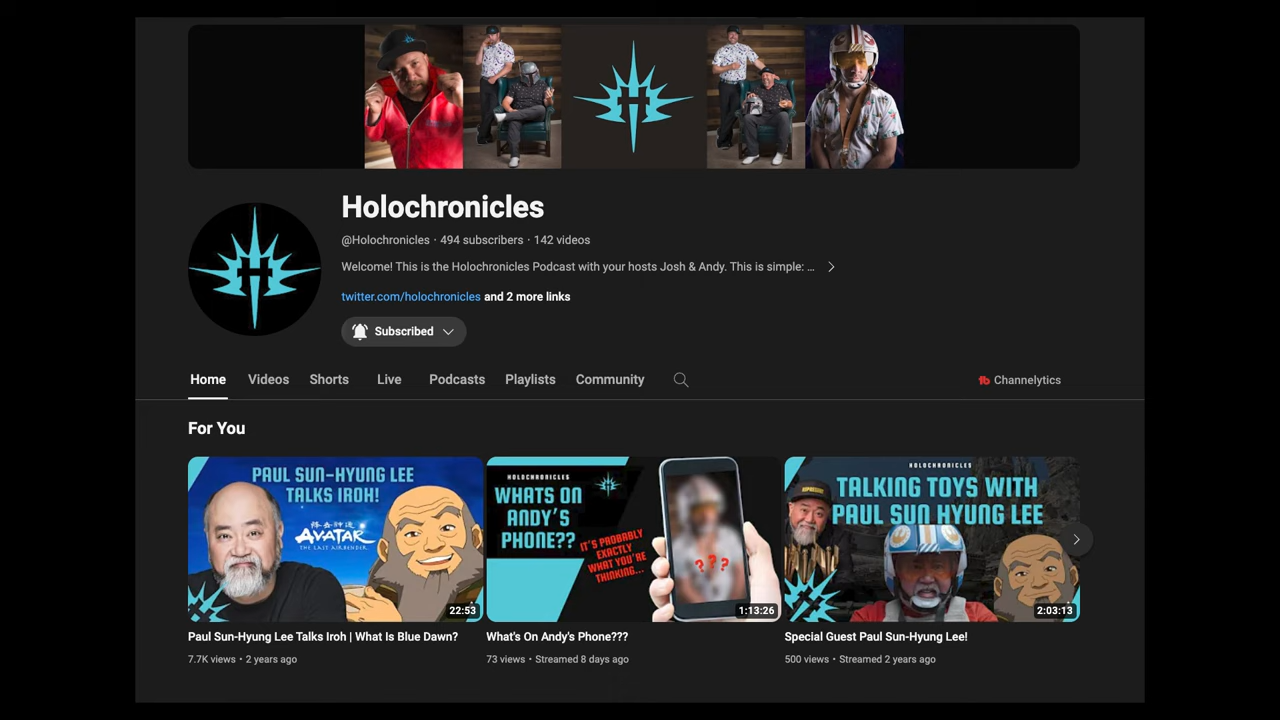 Holochronicles
@Holochronicles · 494 subscribers · 142 videos
Welcome! This is the Holochronicles Podcast with your hosts Josh & Andy. This is simple: ...
twitter.com/holochronicles and 2 more links
Subscribed
Home Videos Shorts Live Podcasts Playlists Community
Channelytics
For You
PAUL SUN-HYUNG LEE
TALKS IROH!
降去神通
AVATAR
THE LAST AIRBENDER
22:53
HOLOCHRONICLES
WHATS ON
ANDY'S
PHONE??
IT'S PROBABLY
EXACTLY
WHAT YOU'RE
THINKING...
???
1:13:26
HOLOCHRONICLES
TALKING TOYS WITH
PAUL SUN HYUNG LEE
2:03:13
Paul Sun-Hyung Lee Talks Iroh | What Is Blue Dawn?
7.7K views • 2 years ago
What's On Andy's Phone???
73 views • Streamed 8 days ago
Special Guest Paul Sun-Hyung Lee!
500 views • Streamed 2 years ago